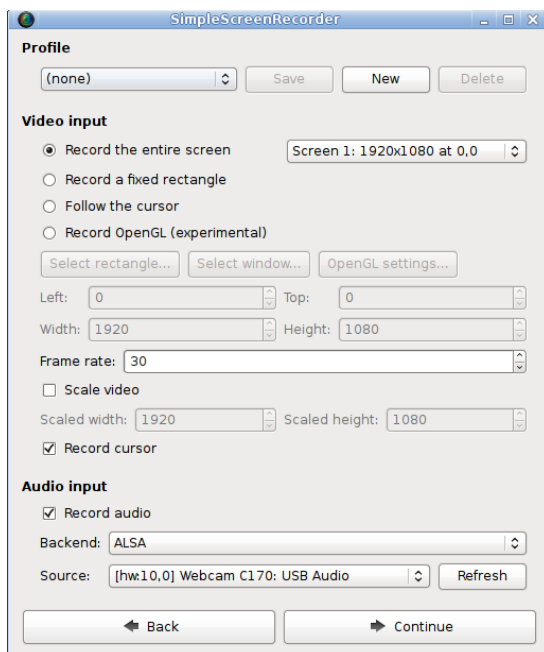 SimpleScreenRecorder
Profile
(none) Save New Delete
Video input
Record the entire screen Screen 1: 1920x1080 at 0,0
Record a fixed rectangle
Follow the cursor
Record OpenGL (experimental)
Select rectangle... Select window... OpenGL settings...
Left: 0 Top: 0
Width: 1920 Height: 1080
Frame rate: 30
Scale video
Scaled width: 1920 Scaled height: 1080
Record cursor
Audio input
Record audio
Backend: ALSA
Source: [hw:10,0] Webcam C170: USB Audio Refresh
Back Continue